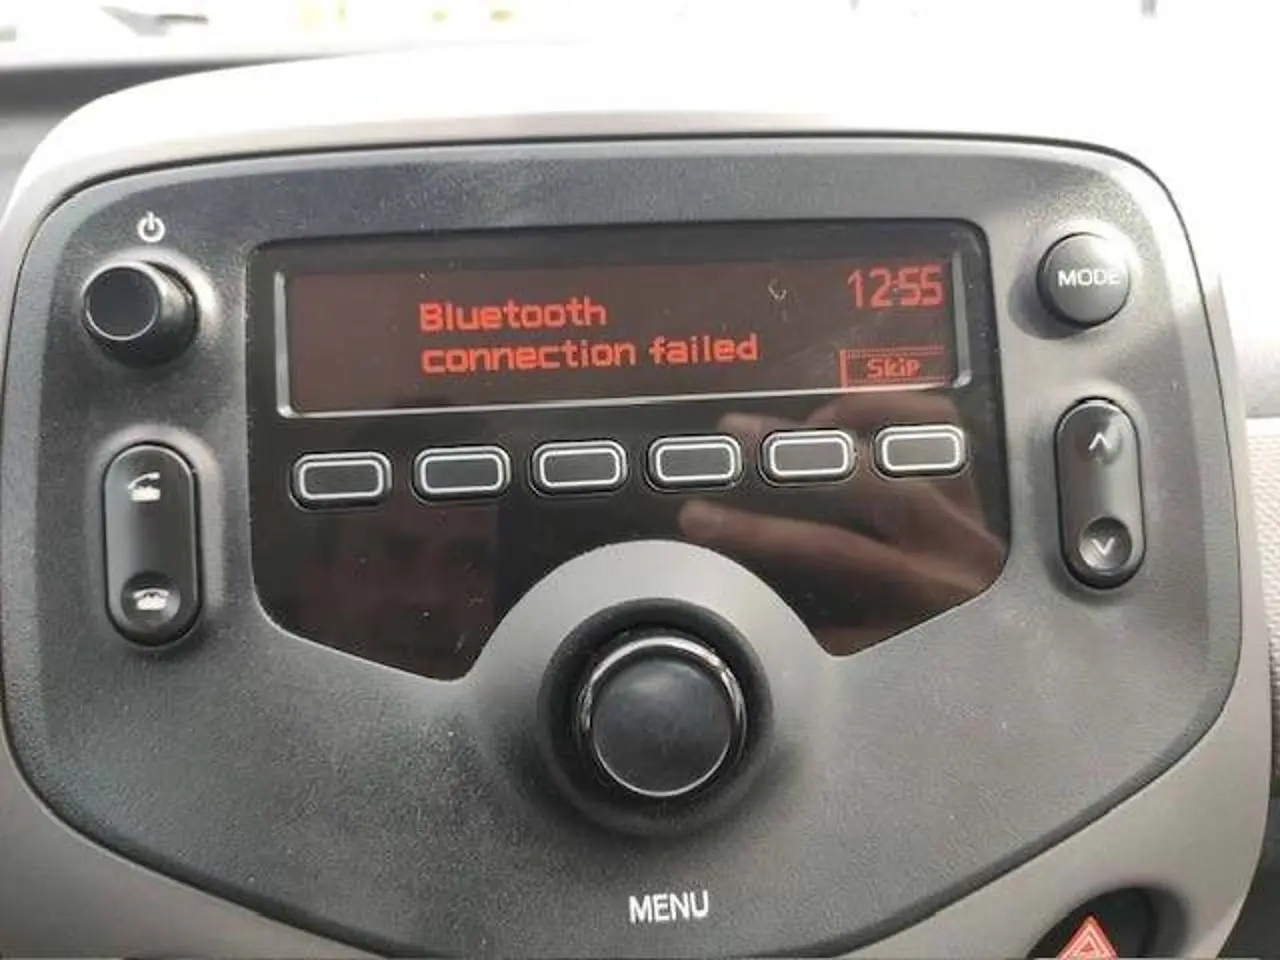 12:55
Bluetooth
connection failed
Skip
MODE
MENU